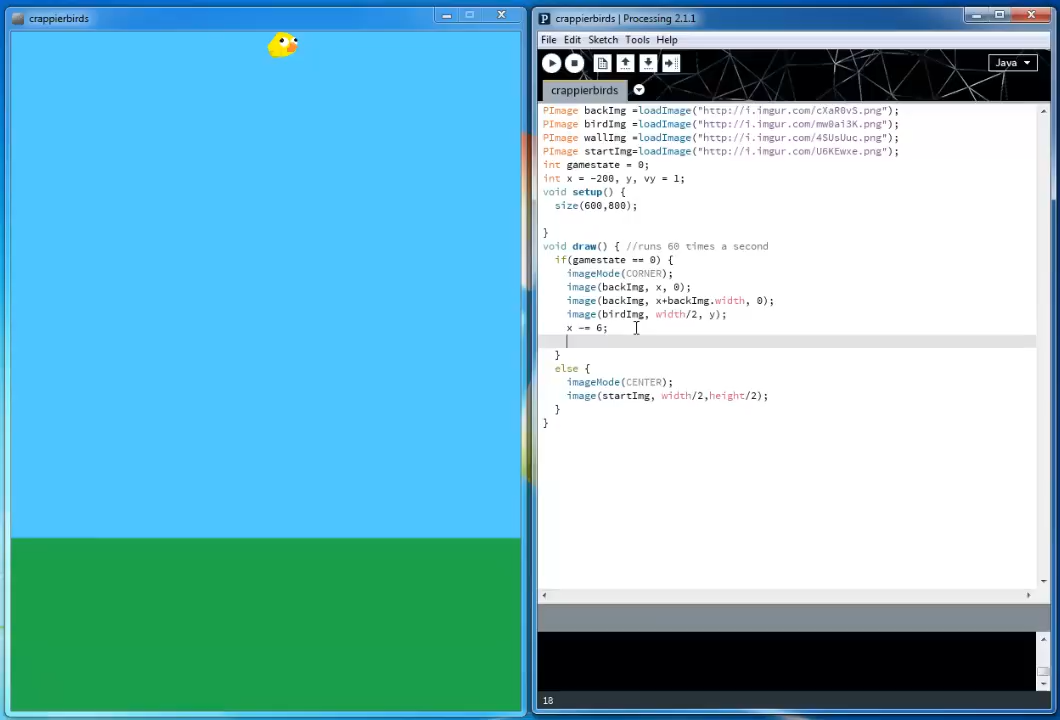 crappierbirds
crappierbirds | Processing 2.1.1
File Edit Sketch Tools Help
Java
crappierbirds
PImage backImg =loadImage("http://i.imgur.com/cXaR0vS.png");
PImage birdImg =loadImage("http://i.imgur.com/mw0ai3K.png");
PImage wallImg =loadImage("http://i.imgur.com/4SUsUuc.png");
PImage startImg=loadImage("http://i.imgur.com/U6KEwxe.png");
int gamestate = 0;
int x = -200, y, vy = 1;
void setup() {
size(600,800);
}
void draw() { //runs 60 times a second
if(gamestate == 0) {
imageMode(CORNER);
image(backImg, x, 0);
image(backImg, x+backImg.width, 0);
image(birdImg, width/2, y);
x -= 6;
}
else {
imageMode(CENTER);
image(startImg, width/2,height/2);
}
}
18